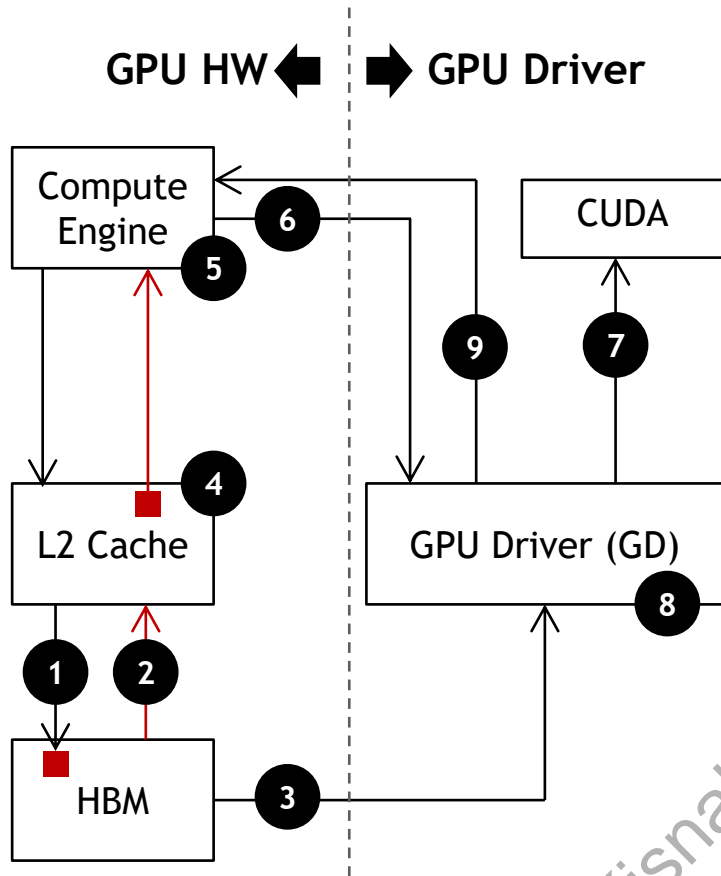 GPU HW
GPU Driver
Compute
Engine
6
CUDA
5
9
7
4
L2 Cache
GPU Driver (GD)
8
1
2
HBM
3